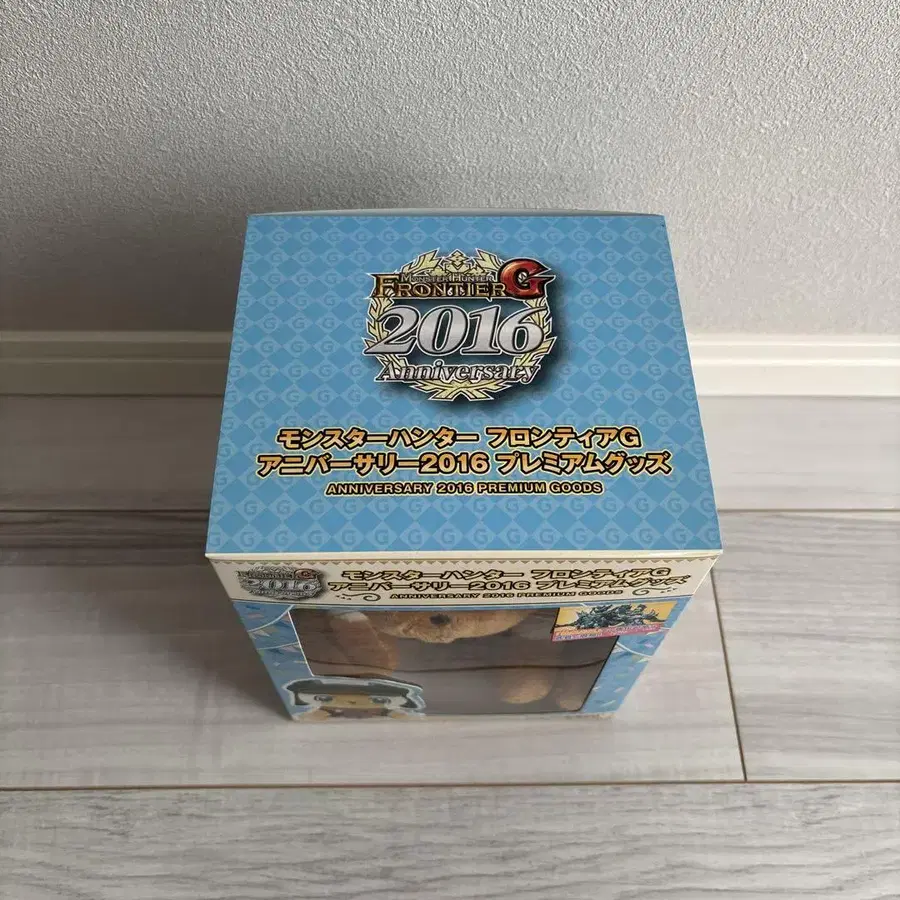 MONSTER HUNTER
FRONTIER G
2016
Anniversary
モンスターハンター フロンティアG
アニバーサリー2016 プレミアムグッズ
ANNIVERSARY 2016 PREMIUM GOODS
FRONTIER G
2016
Anniversary
モンスターハンター フロンティアG
アニバーサリー2016 プレミアムグッズ
ANNIVERSARY 2016 PREMIUM GOODS